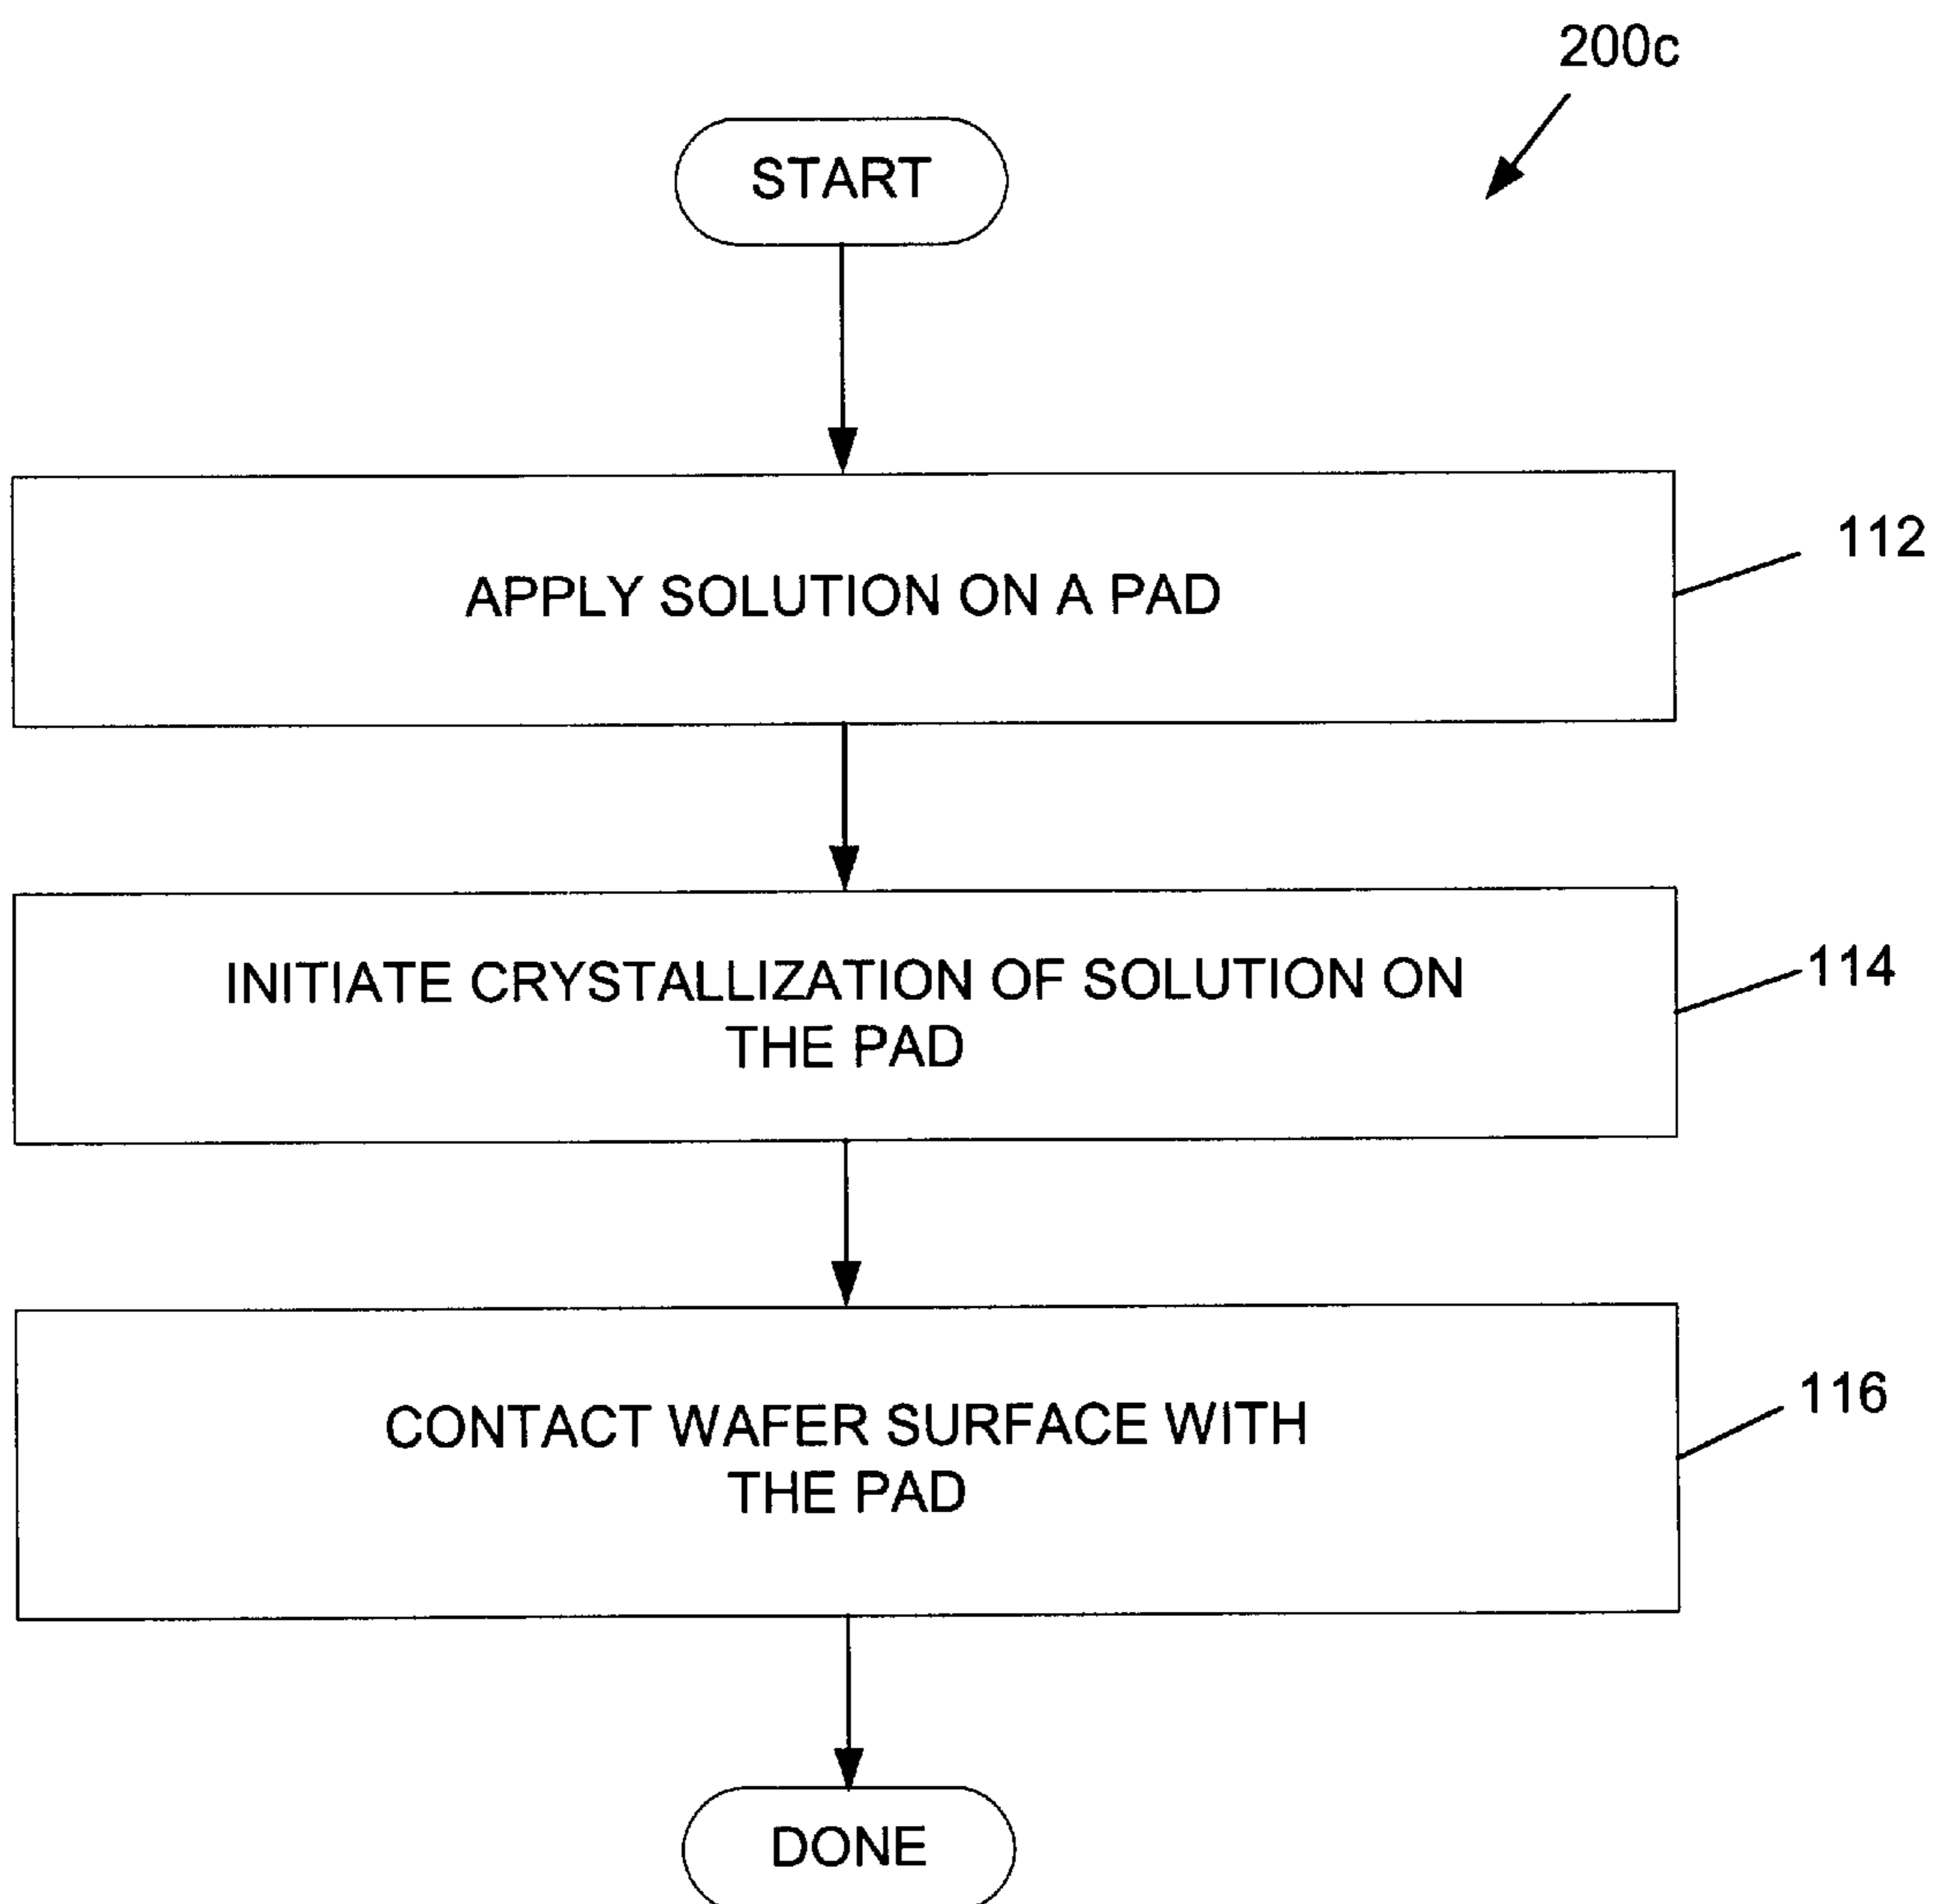 200c
START
APPLY SOLUTION ON A PAD
112
INITIATE CRYSTALLIZATION OF SOLUTION ON
THE PAD
114
CONTACT WAFER SURFACE WITH
THE PAD
116
DONE